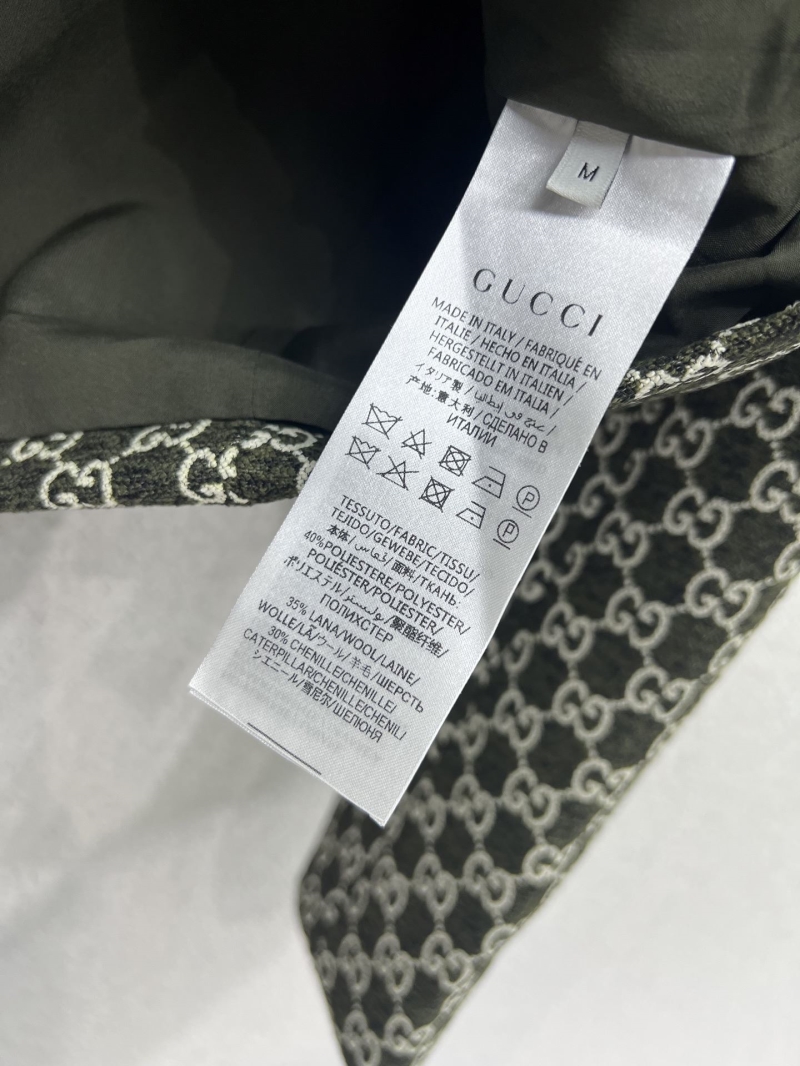 M
GUCCI
MADE IN ITALY / FABRIQUÉ EN
ITALIE / HECHO EN ITALIA /
HERGESTELLT IN ITALIEN /
FABRICADO EM ITALIA /
イタリア製 / صنع في إيطاليا /
产地:意大利 / СДЕЛАНО В
ИТАЛИИ
P
P
TESSUTO/FABRIC/TISSU/
TEJIDO/GEWEBE/TECIDO/
本体/قماش/面料/ТКАНЬ:
40%POLIESTERE/POLYESTER/
POLIÉSTER/POLIESTER/
ポリエステル/بوليستر/聚酯纤维/
ПОЛИХСТЕР
35% LANA/WOOL/LAINE/
WOLLE/LÃ/ウール/羊毛/ШЕРСТЬ
30% CHENILLE/CHENILLE/
CATERPILLAR/CHENILLE/CHENIL/
シエニール/雪尼尔/ШЕЛЮНЯ